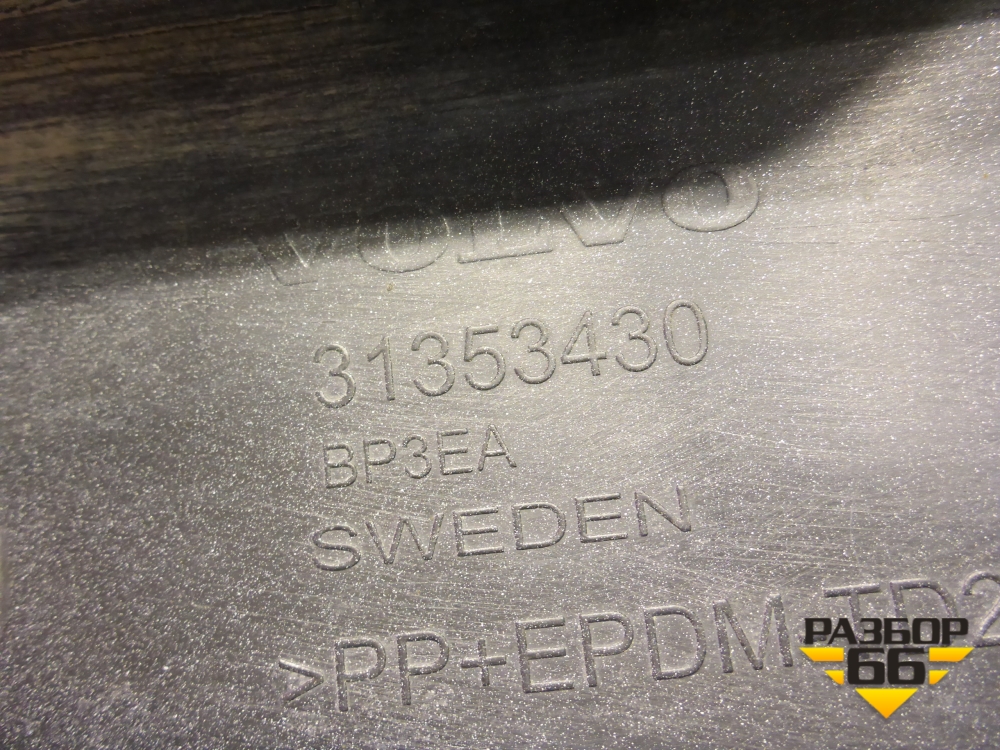 VOLVO
31353430
BP3EA
SWEDEN
>PP+EPDM-TD2
РАЗБОР
66